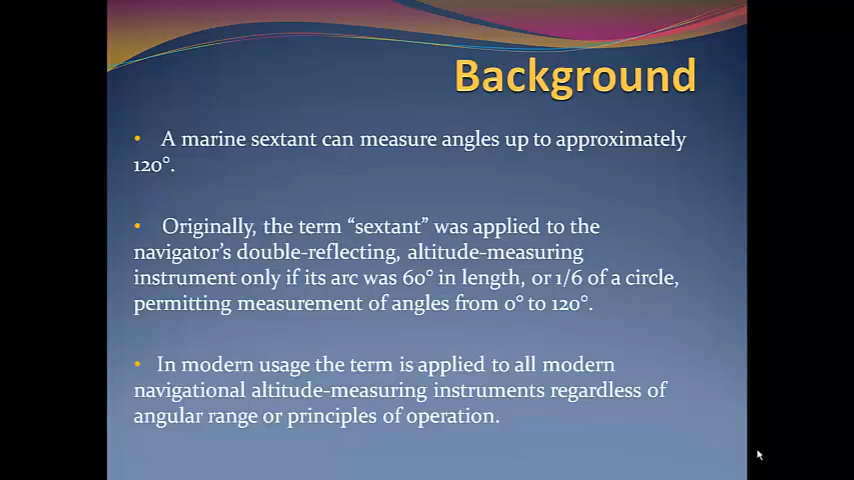 Background
• A marine sextant can measure angles up to approximately
120°.
• Originally, the term “sextant” was applied to the
navigator’s double-reflecting, altitude-measuring
instrument only if its arc was 60° in length, or 1/6 of a circle,
permitting measurement of angles from 0° to 120°.
• In modern usage the term is applied to all modern
navigational altitude-measuring instruments regardless of
angular range or principles of operation.